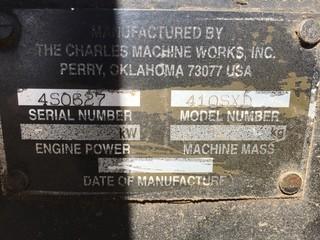 MANUFACTURED BY
THE CHARLES MACHINE WORKS, INC.
PERRY, OKLAHOMA 73077 USA
4S0627 410SXD
SERIAL NUMBER MODEL NUMBER
kW kg
ENGINE POWER MACHINE MASS
DATE OF MANUFACTURE